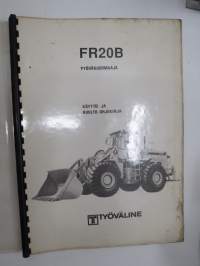 FR20B
PYÖRÄKUORMAAJA
KÄYTTÖ JA
HUOLTO OHJEKIRJA
TYÖVÄLINE